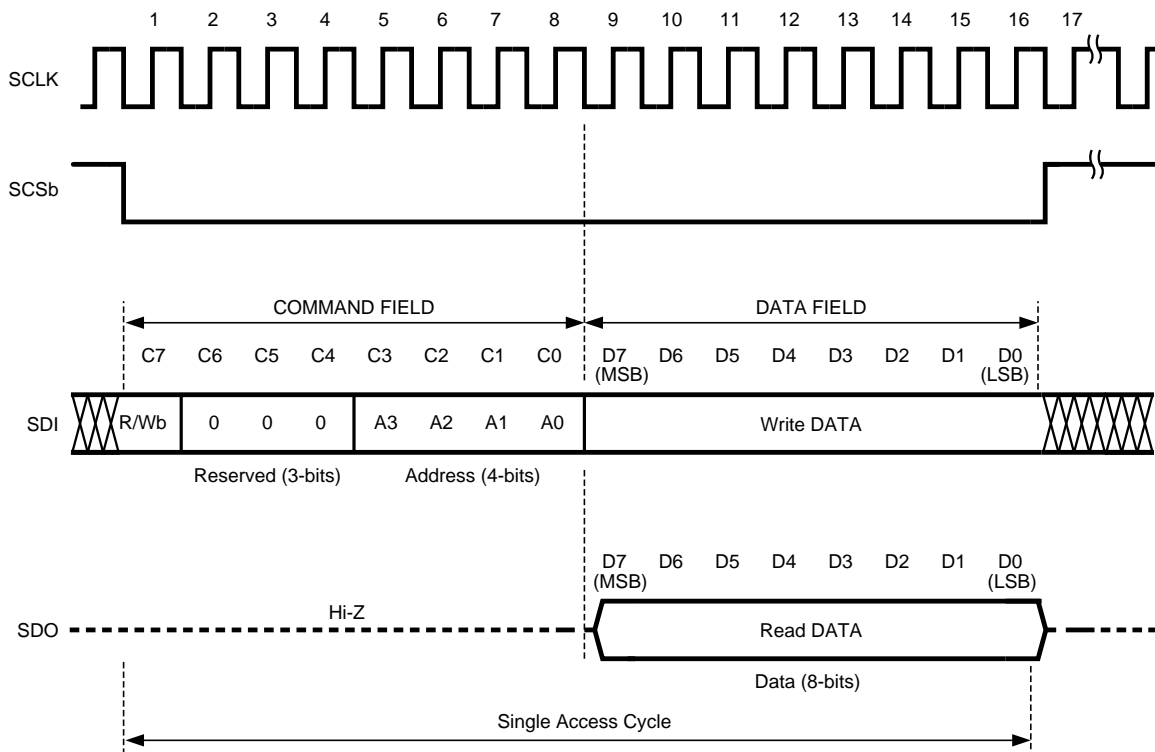 1 2 3 4 5 6 7 8 9 10 11 12 13 14 15 16 17
SCLK
SCSb
COMMAND FIELD DATA FIELD
C7 C6 C5 C4 C3 C2 C1 C0 D7 D6 D5 D4 D3 D2 D1 D0
(MSB) (LSB)
SDI R/Wb 0 0 0 A3 A2 A1 A0 Write DATA
Reserved (3-bits) Address (4-bits)
D7 D6 D5 D4 D3 D2 D1 D0
(MSB) (LSB)
Hi-Z
SDO Read DATA
Data (8-bits)
Single Access Cycle